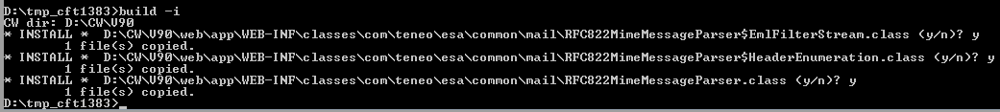 D:\tmp_cft1383>build -i
CW dir: D:\CW\V90
* INSTALL *  D:\CW\V90\web\app\WEB-INF\classes\com\teneo\esa\common\mail\RFC822MimeMessageParser$EmlFilterStream.class (y/n)? y
1 file(s) copied.
* INSTALL *  D:\CW\V90\web\app\WEB-INF\classes\com\teneo\esa\common\mail\RFC822MimeMessageParser$HeaderEnumeration.class (y/n)? y
1 file(s) copied.
* INSTALL *  D:\CW\V90\web\app\WEB-INF\classes\com\teneo\esa\common\mail\RFC822MimeMessageParser.class (y/n)? y
1 file(s) copied.
D:\tmp_cft1383>_